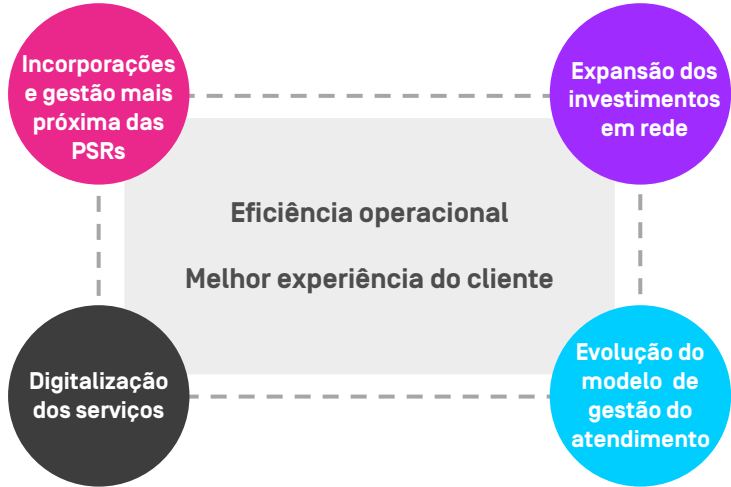 Incorporações
e gestão mais
próxima das
PSRs
Expansão dos
investimentos
em rede
Eficiência operacional
Melhor experiência do cliente
Digitalização
dos serviços
Evolução do
modelo de
gestão do
atendimento